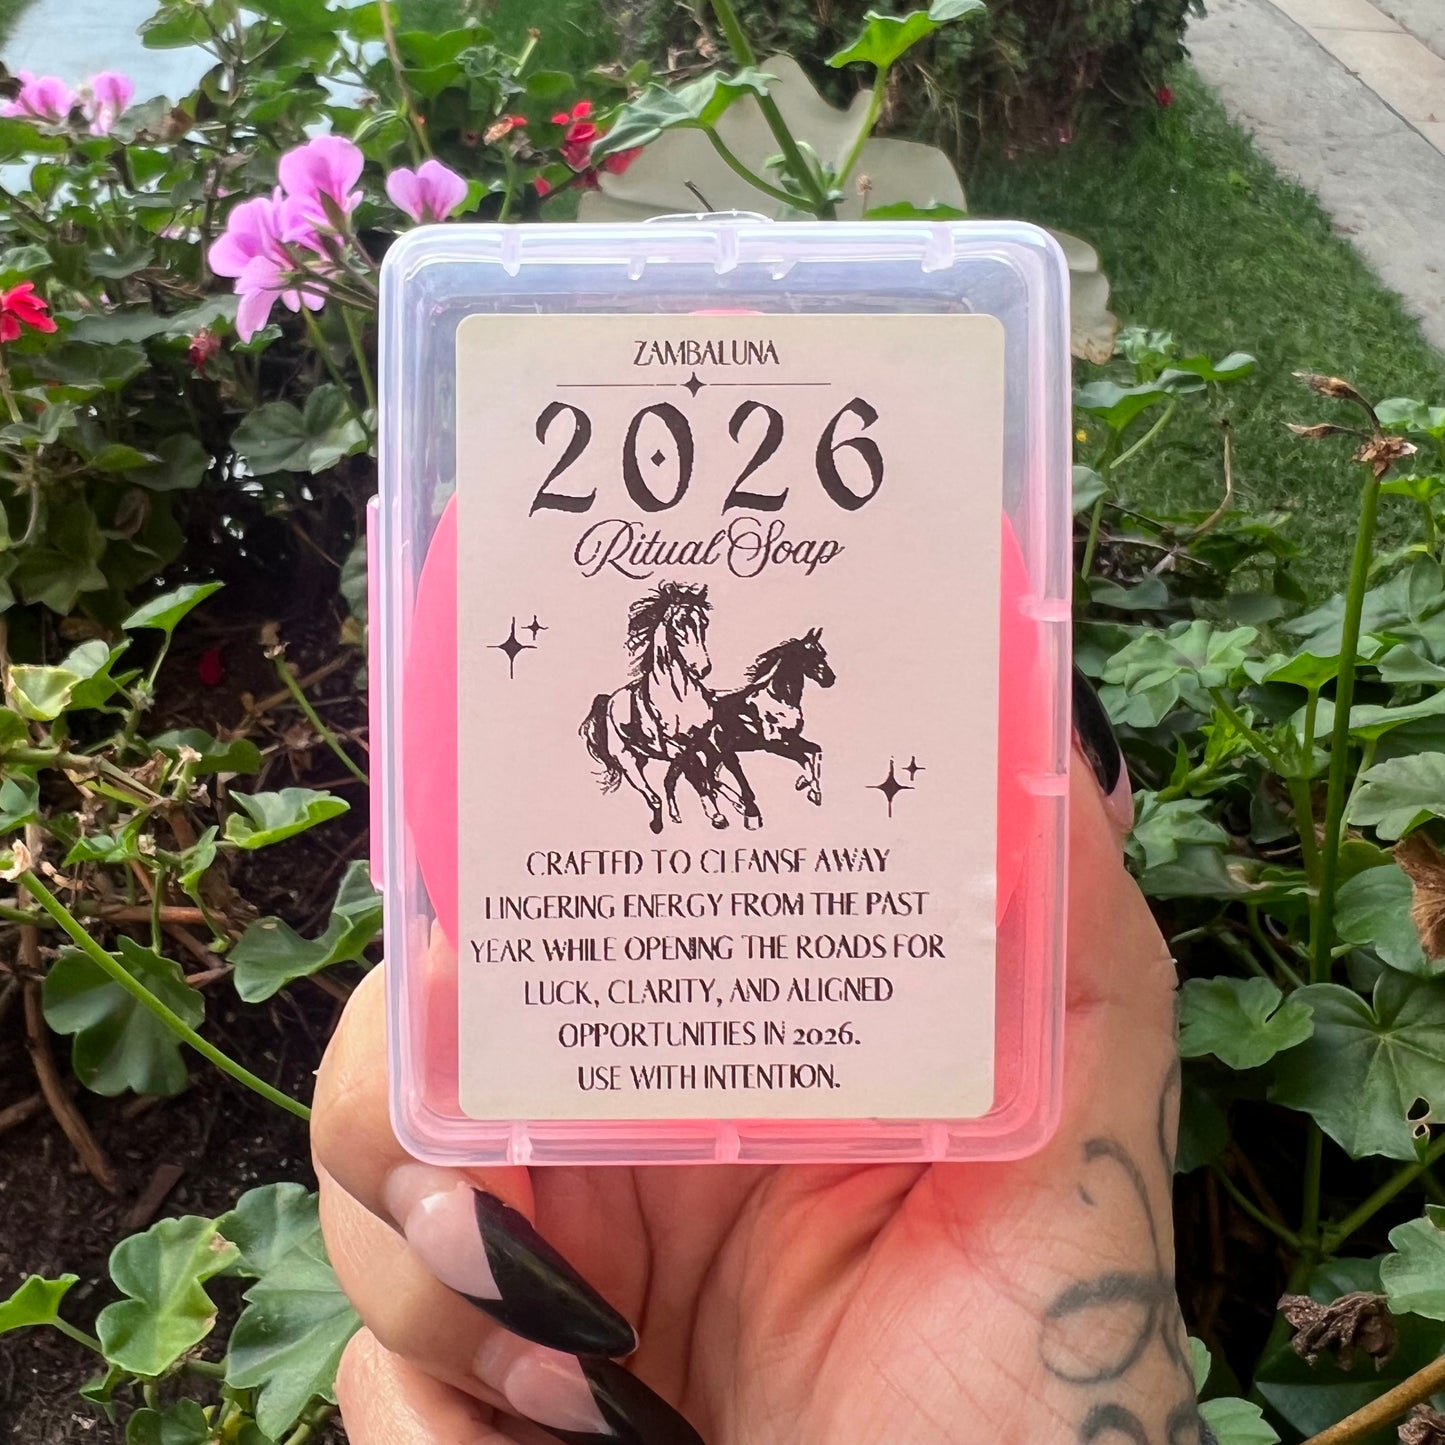 ZAMBALUNA
2026
Ritual Soap
CRAFTED TO CLEANSE AWAY
LINGERING ENERGY FROM THE PAST
YEAR WHILE OPENING THE ROADS FOR
LUCK, CLARITY, AND ALIGNED
OPPORTUNITIES IN 2026.
USE WITH INTENTION.